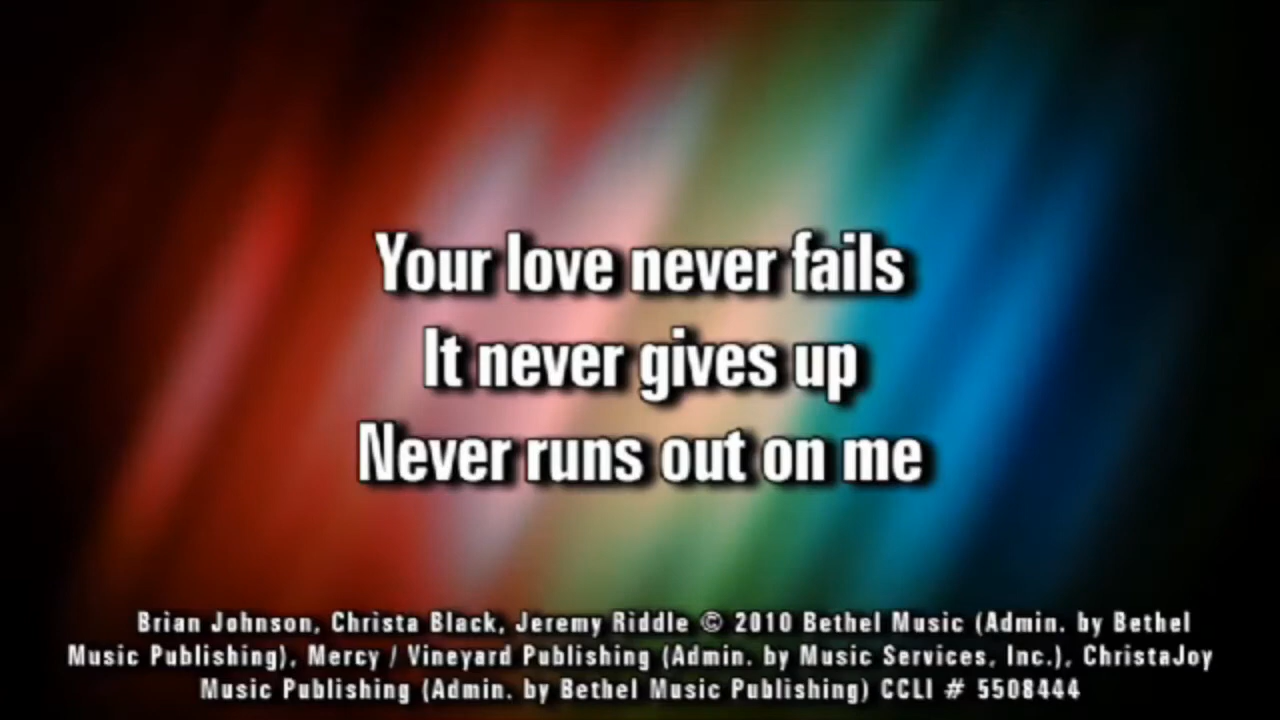 Your love never fails
It never gives up
Never runs out on me
Brian Johnson, Christa Black, Jeremy Riddle © 2010 Bethel Music (Admin. by Bethel
Music Publishing), Mercy / Vineyard Publishing (Admin. by Music Services, Inc.), ChristaJoy
Music Publishing (Admin. by Bethel Music Publishing) CCLI # 5508444